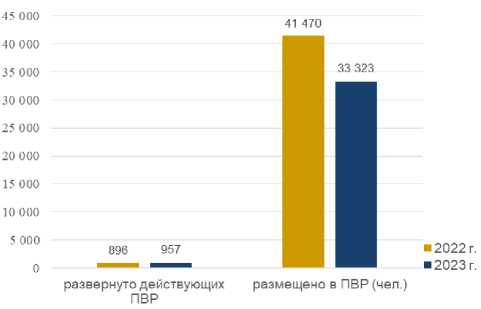 45 000
40 000
35 000
30 000
25 000
20 000
15 000
10 000
5 000
0
41 470
33 323
896
957
развернуто действующих
ПВР
размещено в ПВР (чел.)
2022 г.
2023 г.